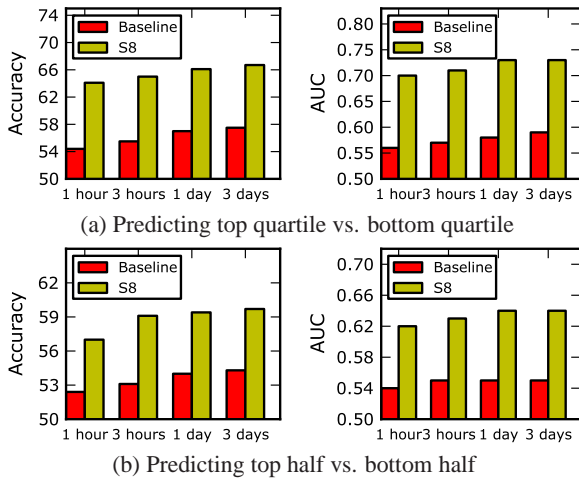 Accuracy
74
70
66
62
58
54
50
Baseline
S8
1 hour 3 hours 1 day 3 days
AUC
0.80
0.75
0.70
0.65
0.60
0.55
0.50
Baseline
S8
1 hour 3 hours 1 day 3 days
(a) Predicting top quartile vs. bottom quartile
Accuracy
62
59
56
53
50
Baseline
S8
1 hour 3 hours 1 day 3 days
AUC
0.70
0.66
0.62
0.58
0.54
0.50
Baseline
S8
1 hour 3 hours 1 day 3 days
(b) Predicting top half vs. bottom half